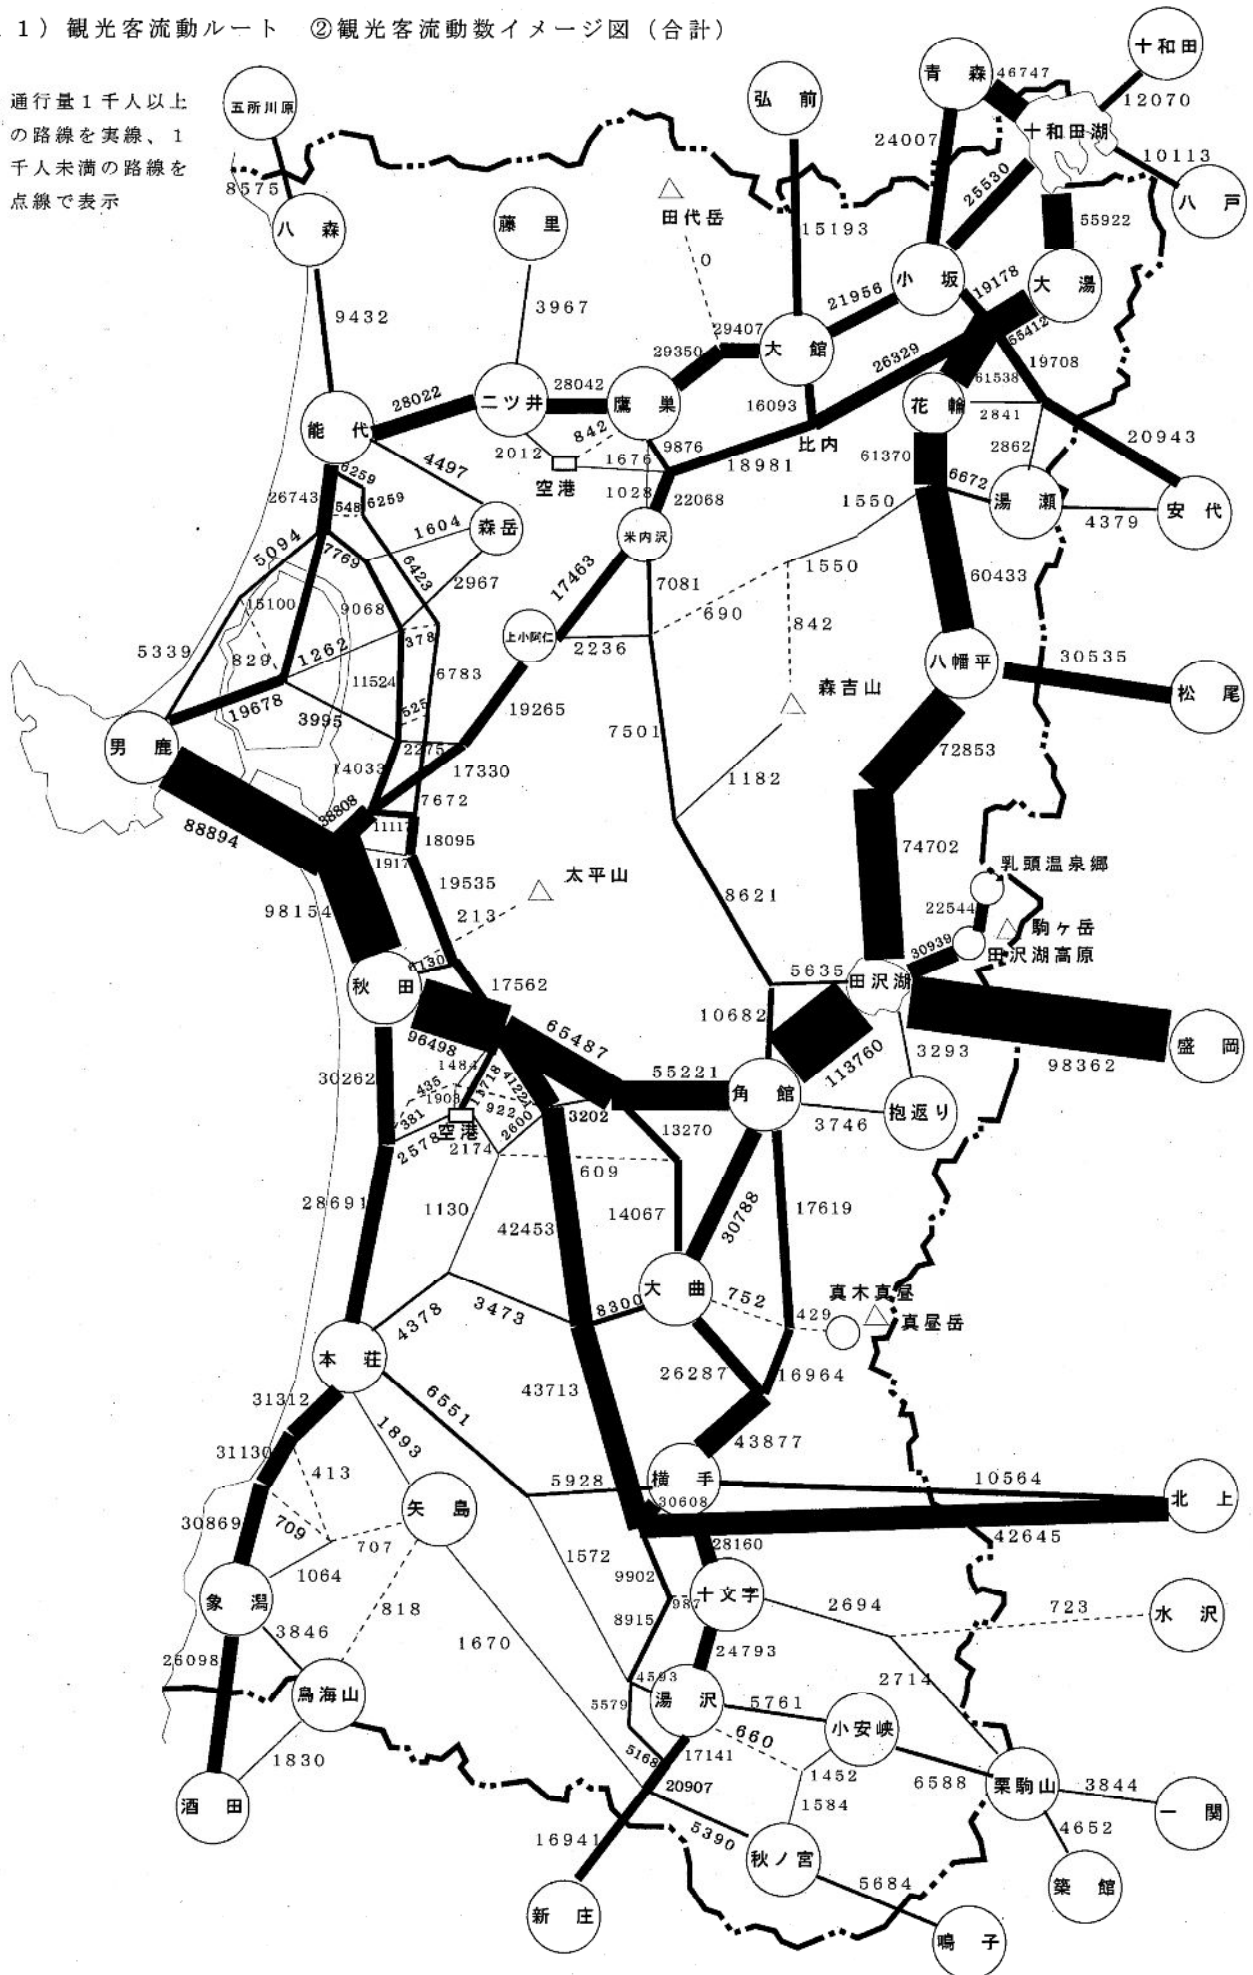 1）観光客流動ルート　②観光客流動数イメージ図（合計）
通行量１千人以上
の路線を実線、１
千人未満の路線を
点線で表示
十和田
青　森
46747
12070
五所川原
弘　前
十和田湖
24007
10113
8575
八　森
藤　里
田代岳
25530
八　戸
15193
55922
0
小　坂
19178
大　湯
9432
3967
21956
29407
55412
29350
大　館
26329
19708
61538
28022
二ツ井
28042
鷹　巣
16093
花　輪
2841
能　代
842
9876
比内
2862
20943
4497
2012
1676
18981
61370
空港
6259
26743
548
6259
1028
22068
6672
1550
湯　瀬
安　代
4379
森岳
米内沢
5094
7769
1604
6423
2967
17463
7081
1550
60433
15100
9068
690
842
上小阿仁
2236
5339
829
1262
378
八幡平
30535
11524
6783
森吉山
松　尾
19678
3995
525
19265
男　鹿
2275
7501
72853
14033
17330
1182
38808
7672
88894
11117
18095
74702
1917
乳頭温泉郷
太平山
19535
8621
22544
98154
213
駒ヶ岳
30939
田沢湖高原
6130
5635
田沢湖
秋　田
17562
10682
96498
65487
3293
盛　岡
98362
1484
113760
30262
11718
41221
55221
角　館
435
1903
922
381
空港
3202
3746
抱返り
2578
2174
2600
13270
609
28691
1130
42453
14067
30788
17619
大　曲
752
真木真昼
429
真昼岳
4378
3473
8300
本　荘
43713
26287
16964
31312
6551
1893
43877
31130
413
5928
横　手
10564
30608
北　上
矢　島
42645
30869
709
707
28160
1572
9902
1064
象　潟
987
十文字
2694
723
水　沢
818
8915
3846
1670
24793
26098
2714
4593
鳥海山
5579
湯　沢
5761
小安峡
660
1830
5168
17141
1452
6588
栗駒山
3844
20907
1584
酒　田
一　関
16941
5390
4652
秋ノ宮
5684
築　館
新　庄
鳴　子